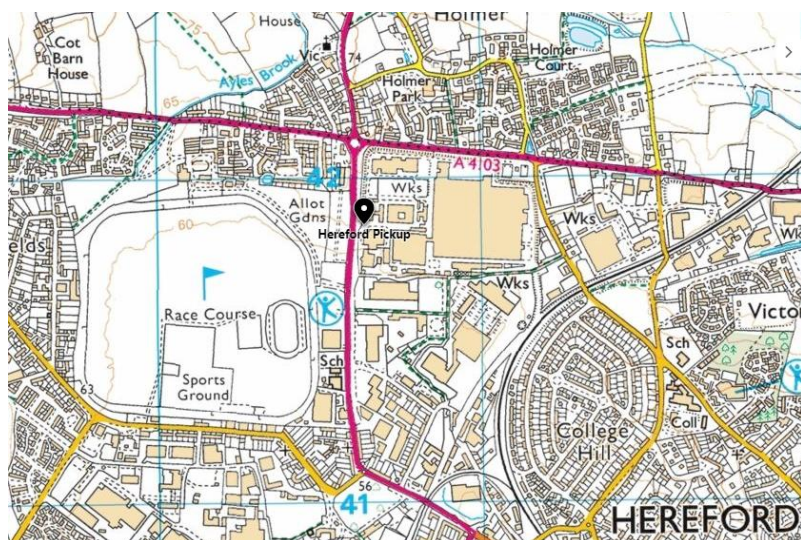 Holmer
House
Cot
Barn
House
Vic
74
75
Ayles Brook
65
Holmer
Court
Holmer
Park
A 4103
42
Wks
Allot
Gdns
60
Hereford Pickup
Wks
Wks
Race Course
Victo
Sch
Sch
Sports
Ground
63
College
Hill
Coll
56
41
HEREFORD